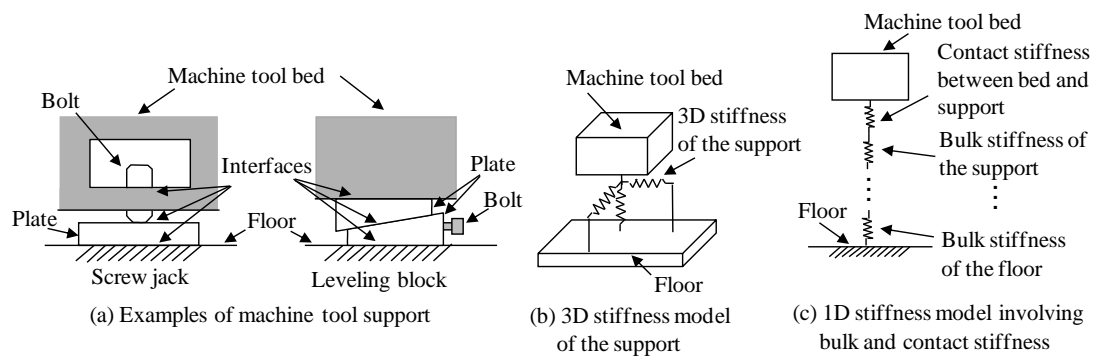 Machine tool bed
Bolt
Interfaces
Plate
Plate
Bolt
Floor
Screw jack
Leveling block
(a) Examples of machine tool support
Machine tool bed
3D stiffness
of the support
Floor
(b) 3D stiffness model
of the support
Machine tool bed
Contact stiffness
between bed and
support
Bulk stiffness of
the support
Floor
Bulk stiffness
of the floor
(c) 1D stiffness model involving
bulk and contact stiffness